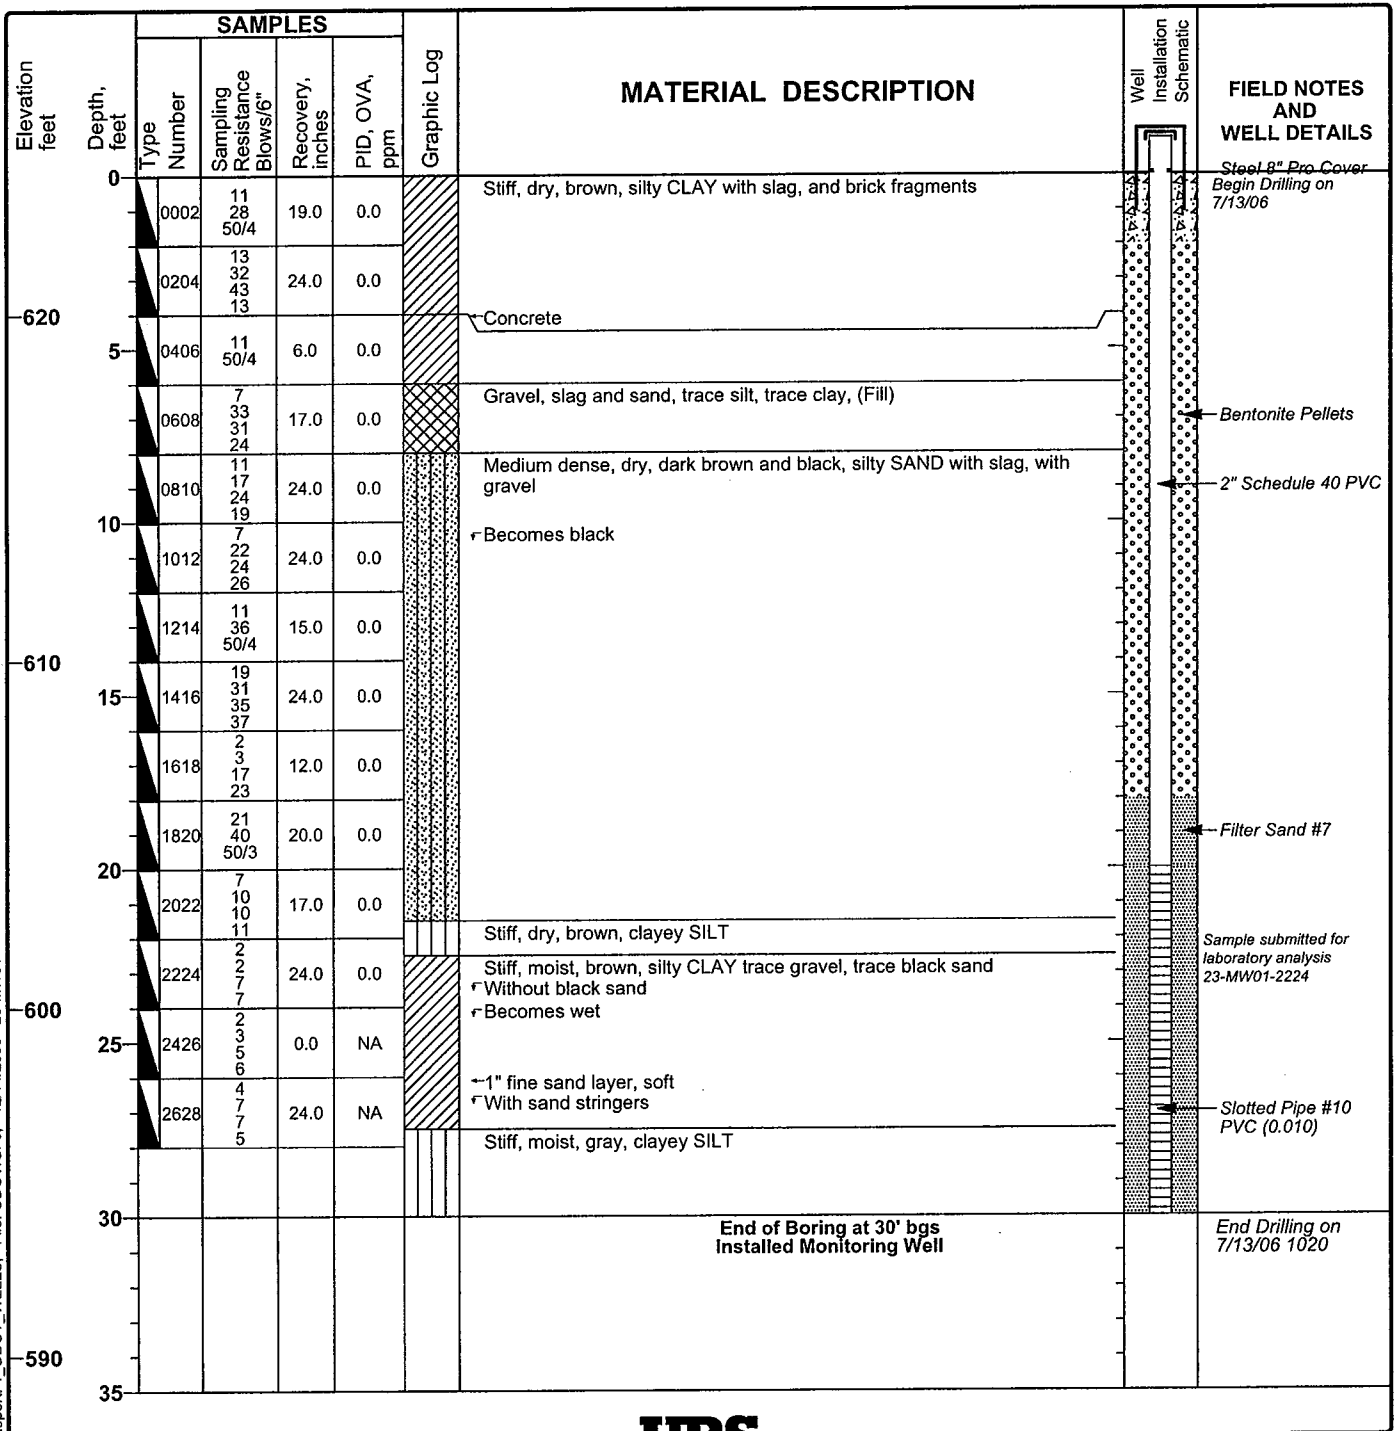 SAMPLES
Elevation
feet
Depth,
feet
Type
Number
Sampling
Resistance
Blows/6"
Recovery,
inches
PID, OVA,
ppm
Graphic Log
MATERIAL DESCRIPTION
Well
Installation
Schematic
FIELD NOTES
AND
WELL DETAILS
Steel 8" Pro Cover
0
0002
11
28
50/4
19.0
0.0
Stiff, dry, brown, silty CLAY with slag, and brick fragments
Begin Drilling on
7/13/06
0204
13
32
43
13
24.0
0.0
620
Concrete
5
0406
11
50/4
6.0
0.0
0608
7
33
31
24
17.0
0.0
Gravel, slag and sand, trace silt, trace clay, (Fill)
Bentonite Pellets
0810
11
17
24
19
24.0
0.0
Medium dense, dry, dark brown and black, silty SAND with slag, with
gravel
2" Schedule 40 PVC
10
1012
7
22
24
26
24.0
0.0
Becomes black
1214
11
36
50/4
15.0
0.0
610
15
1416
19
31
35
37
24.0
0.0
1618
2
3
17
23
12.0
0.0
1820
21
40
50/3
20.0
0.0
Filter Sand #7
20
2022
7
10
10
11
17.0
0.0
Stiff, dry, brown, clayey SILT
2224
2
2
7
7
24.0
0.0
Stiff, moist, brown, silty CLAY trace gravel, trace black sand
Without black sand
Sample submitted for
laboratory analysis
23-MW01-2224
600
Becomes wet
25
2426
2
3
5
6
0.0
NA
2628
4
7
7
5
24.0
NA
1" fine sand layer, soft
With sand stringers
Slotted Pipe #10
PVC (0.010)
Stiff, moist, gray, clayey SILT
30
End of Boring at 30' bgs
Installed Monitoring Well
End Drilling on
7/13/06 1020
590
35
URS